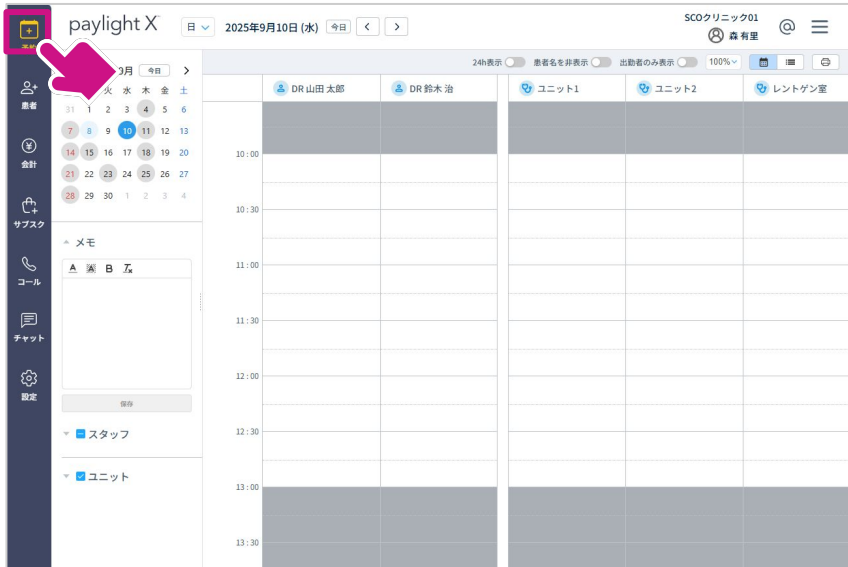 paylight X
日
2025年9月10日 (水)
今日
SCOクリニック01
森 有里
患者
会計
サブスク
コール
チャット
設定
月 今日
火 水 木 金 土
31 1 2 3 4 5 6
7 8 9 10 11 12 13
14 15 16 17 18 19 20
21 22 23 24 25 26 27
28 29 30 1 2 3 4
メモ
A A B Tx
保存
スタッフ
ユニット
24h表示 患者名を非表示 出勤者のみ表示 100%
DR 山田 太郎 DR 鈴木 治 ユニット1 ユニット2 レントゲン室
10:00
10:30
11:00
11:30
12:00
12:30
13:00
13:30